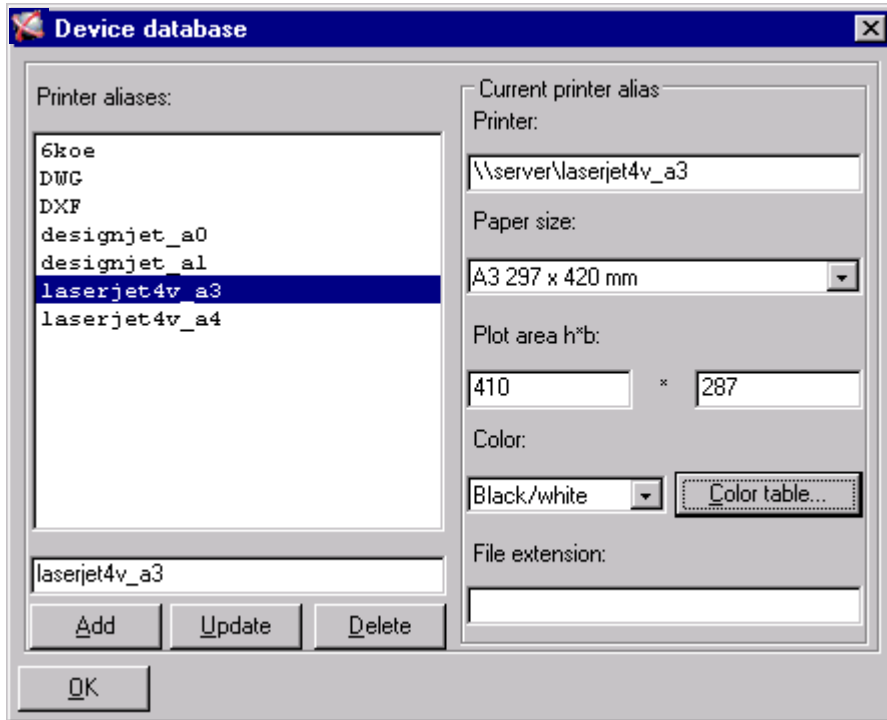 Device database
Printer aliases:
6koe
DWG
DXF
designjet_a0
designjet_a1
laserjet4v_a3
laserjet4v_a4
laserjet4v_a3
Add Update Delete
OK
Current printer alias
Printer:
\\server\laserjet4v_a3
Paper size:
A3 297 x 420 mm
Plot area h*b:
410 * 287
Color:
Black/white Color table...
File extension: